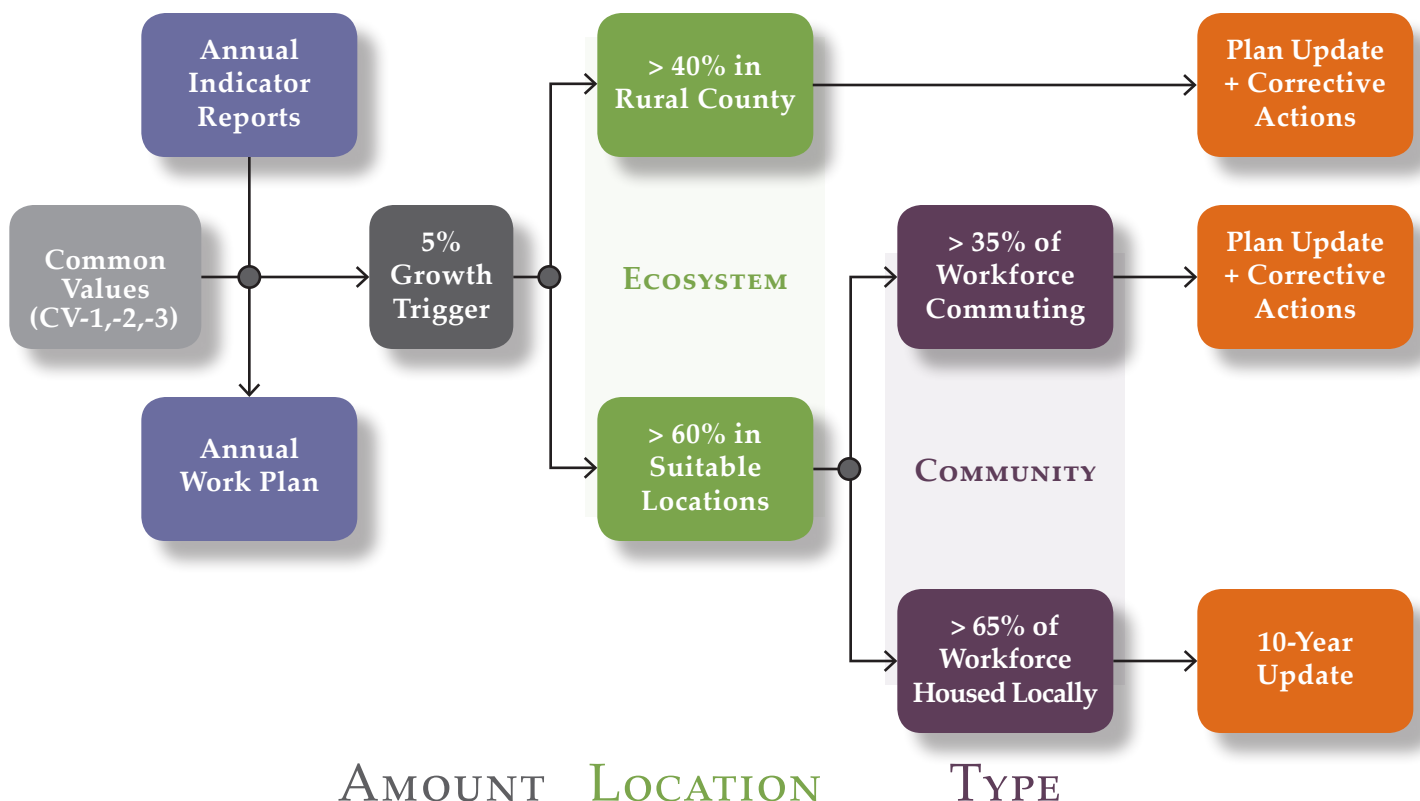 Annual
Indicator
Reports
> 40% in
Rural County
Plan Update
+ Corrective
Actions
Common
Values
(CV-1,-2,-3)
5%
Growth
Trigger
Ecosystem
> 35% of
Workforce
Commuting
Plan Update
+ Corrective
Actions
Annual
Work Plan
> 60% in
Suitable
Locations
Community
> 65% of
Workforce
Housed Locally
10-Year
Update
Amount Location Type